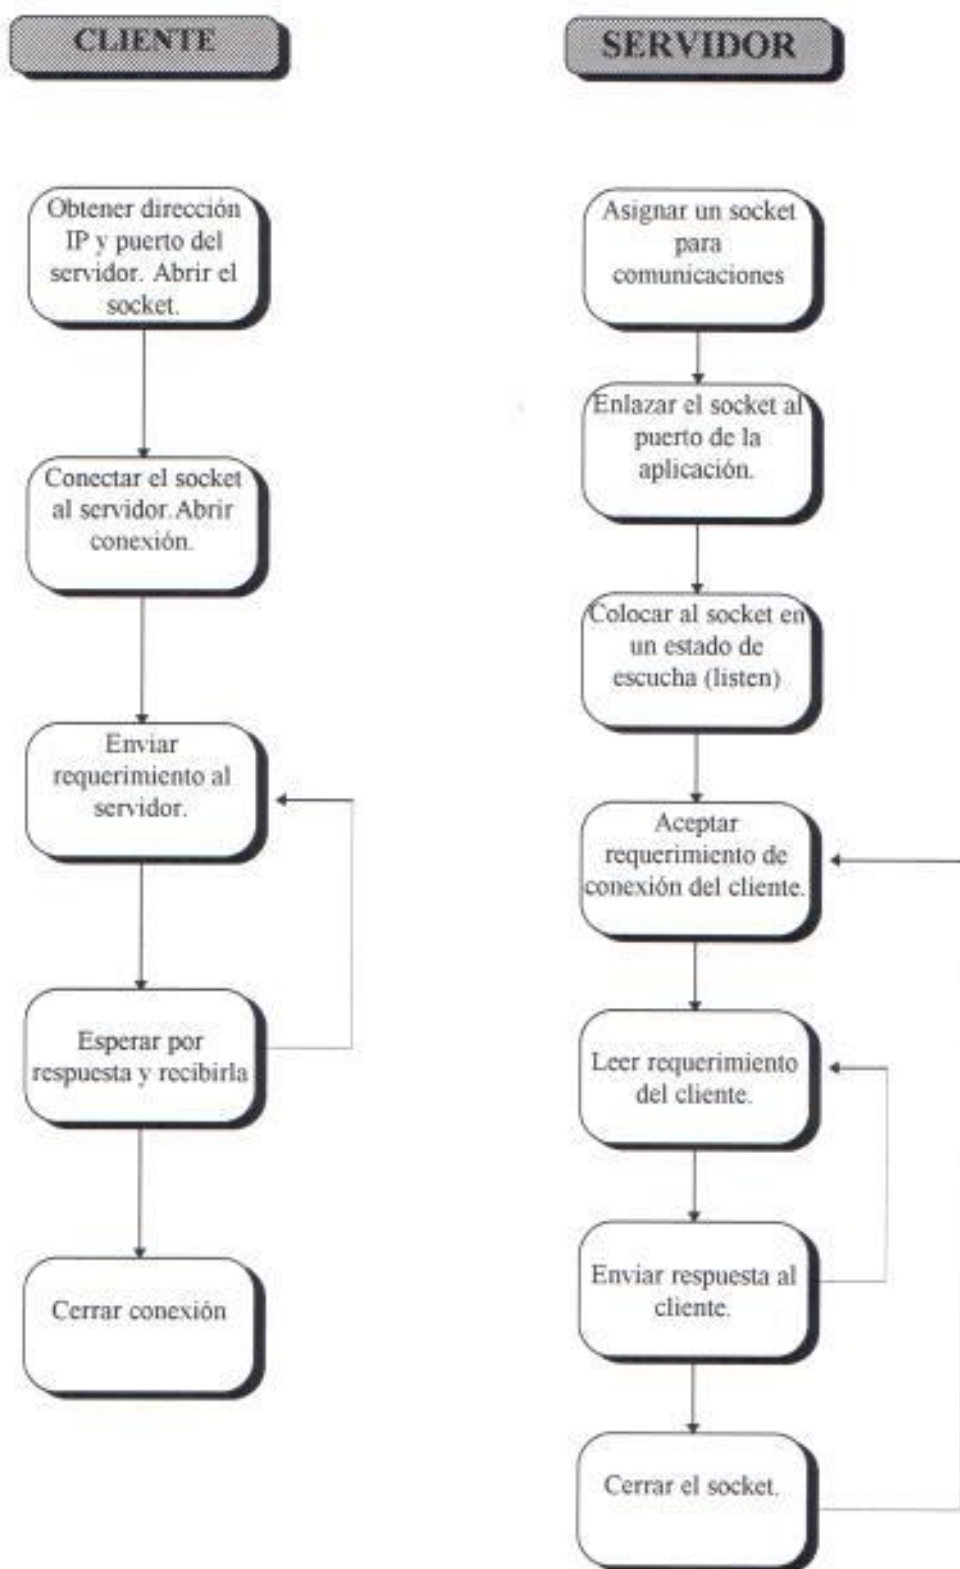 CLIENTE
Obtener dirección
IP y puerto del
servidor. Abrir el
socket.
Conectar el socket
al servidor. Abrir
conexión.
Enviar
requerimiento al
servidor.
Esperar por
respuesta y recibirla
Cerrar conexión
SERVIDOR
Asignar un socket
para
comunicaciones
Enlazar el socket al
puerto de la
aplicación.
Colocar al socket en
un estado de
escucha (listen)
Aceptar
requerimiento de
conexión del cliente.
Leer requerimiento
del cliente.
Enviar respuesta al
cliente.
Cerrar el socket.